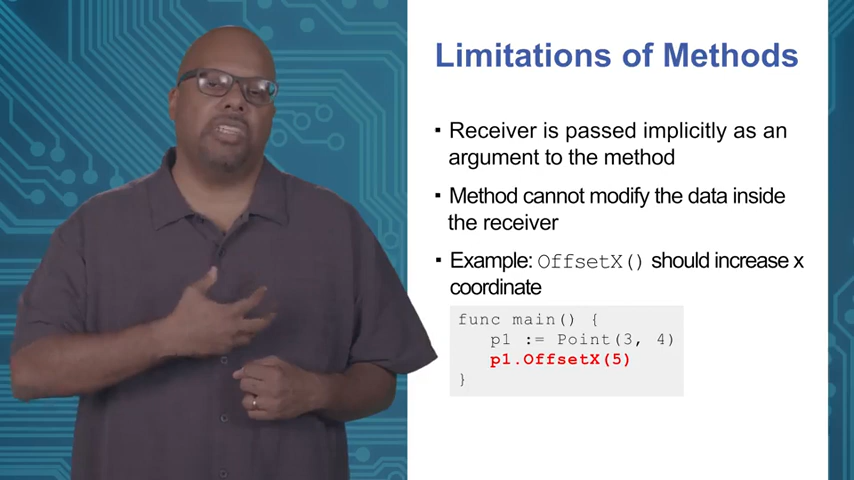 Limitations of Methods
▪ Receiver is passed implicitly as an
argument to the method
▪ Method cannot modify the data inside
the receiver
▪ Example: OffsetX() should increase x
coordinate
func main() {
p1 := Point(3, 4)
p1.OffsetX(5)
}